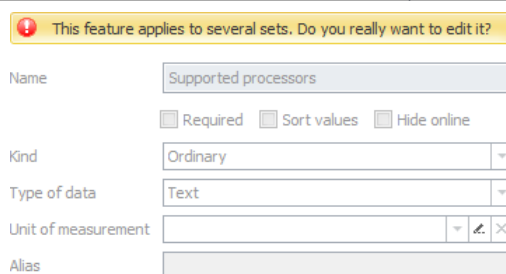 This feature applies to several sets. Do you really want to edit it?
Name Supported processors
Required Sort values Hide online
Kind Ordinary
Type of data Text
Unit of measurement
Alias